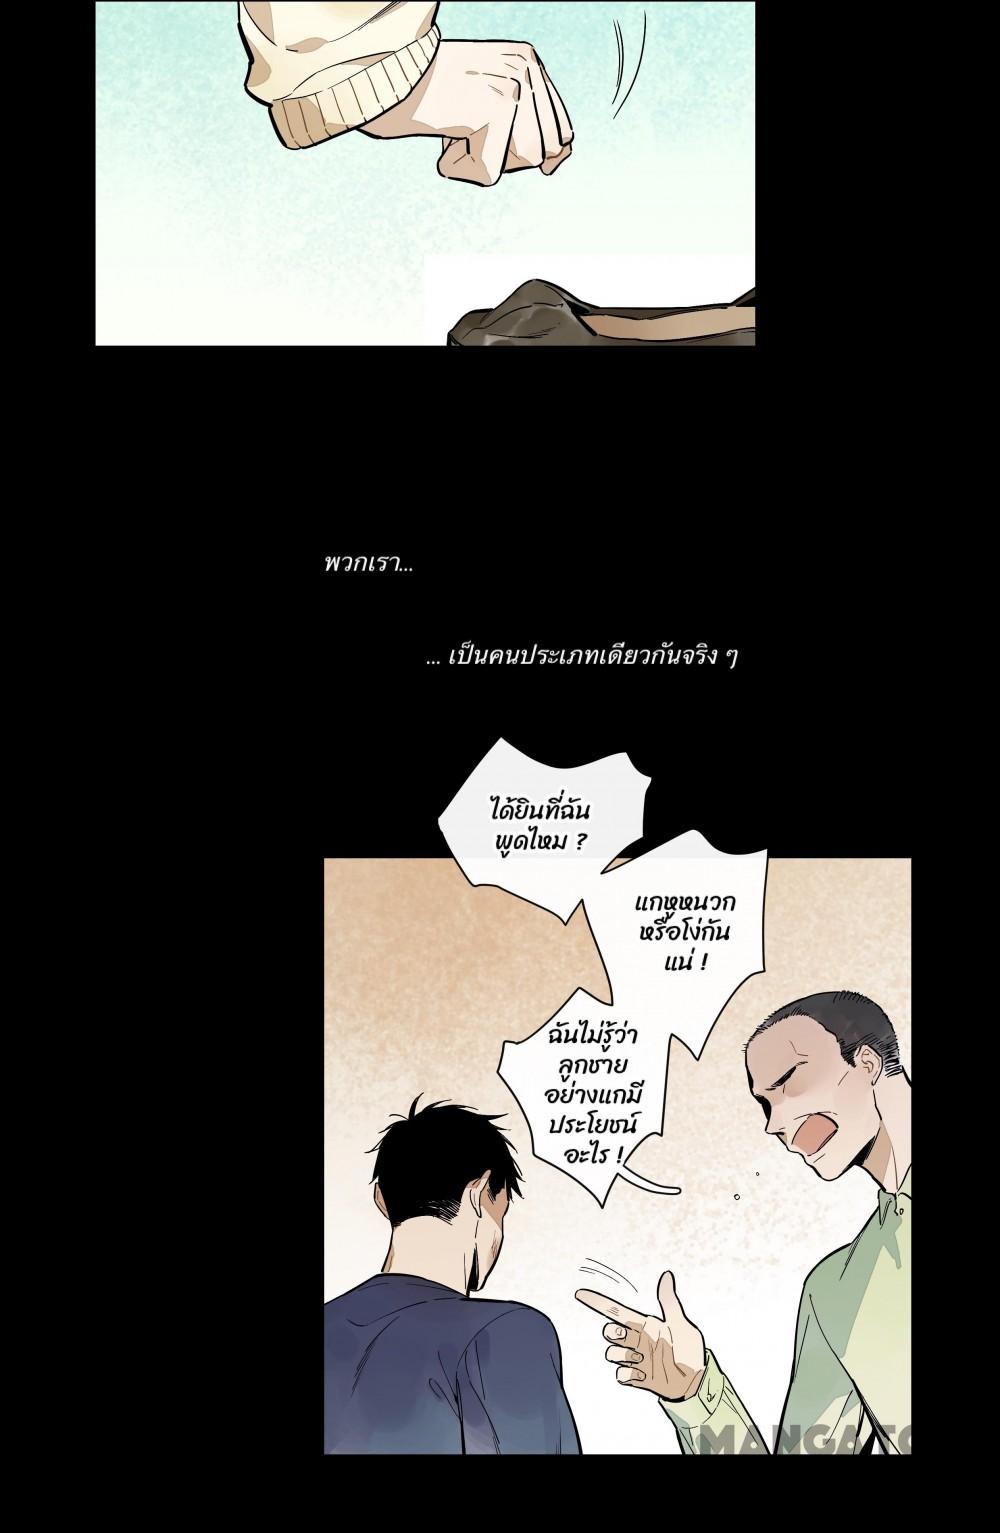 พวกเรา...
... เป็นคนประเภทเดียวกันจริง ๆ
ได้ยินที่ฉัน
พูดไหม ?
แกหูหนวก
หรือโง่กัน
แน่ !
ฉันไม่รู้ว่า
ลูกชาย
อย่างแกมี
ประโยชน์
อะไร !
MANGATO